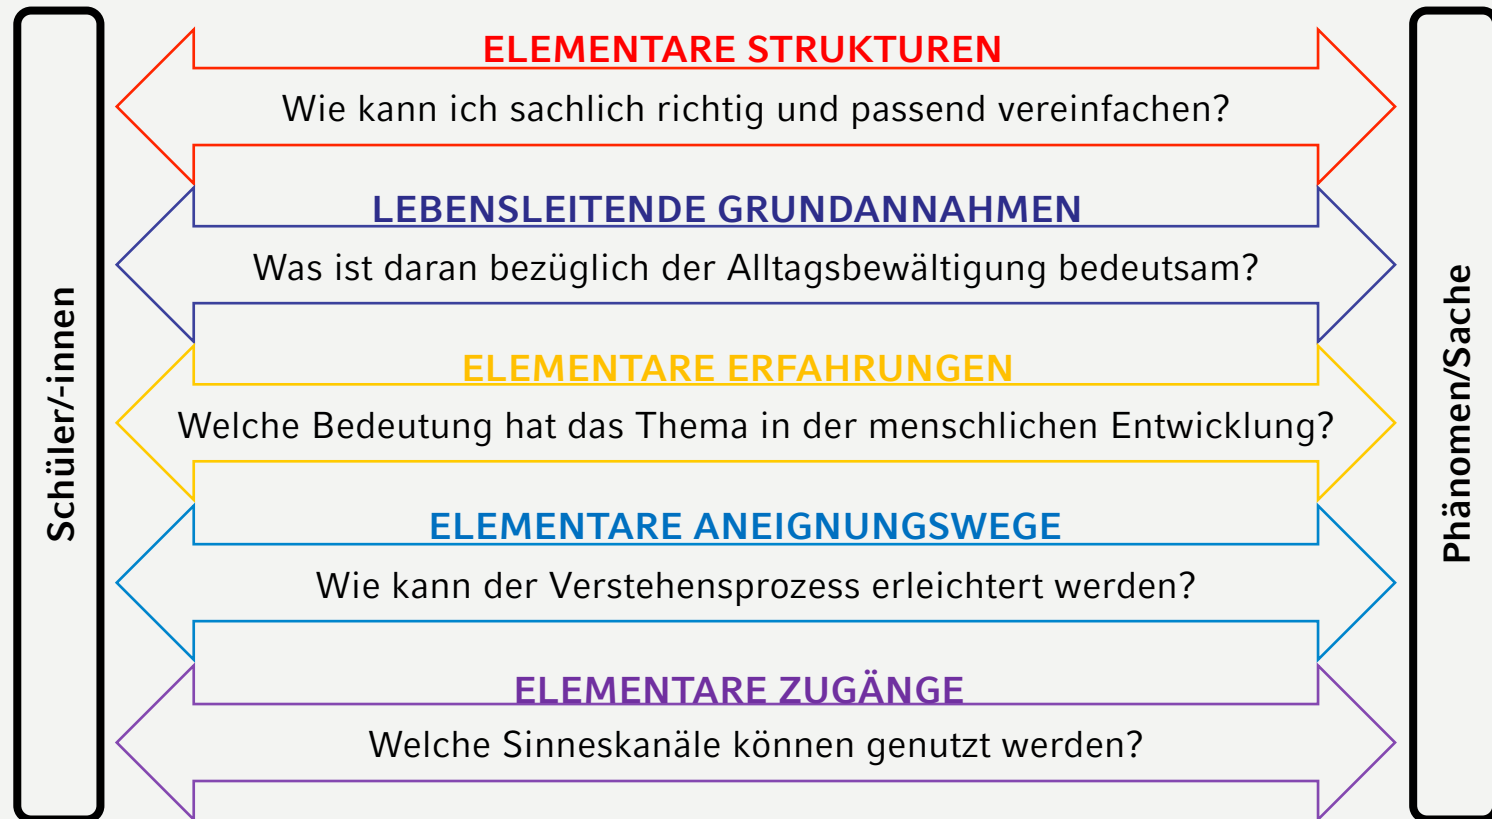 Schüler/-innen
ELEMENTARE STRUKTUREN
Wie kann ich sachlich richtig und passend vereinfachen?
LEBENSLEITENDE GRUNDANNAHMEN
Was ist daran bezüglich der Alltagsbewältigung bedeutsam?
ELEMENTARE ERFAHRUNGEN
Welche Bedeutung hat das Thema in der menschlichen Entwicklung?
ELEMENTARE ANEIGNUNGSWEGE
Wie kann der Verstehensprozess erleichtert werden?
ELEMENTARE ZUGÄNGE
Welche Sinneskanäle können genutzt werden?
Phänomen/Sache